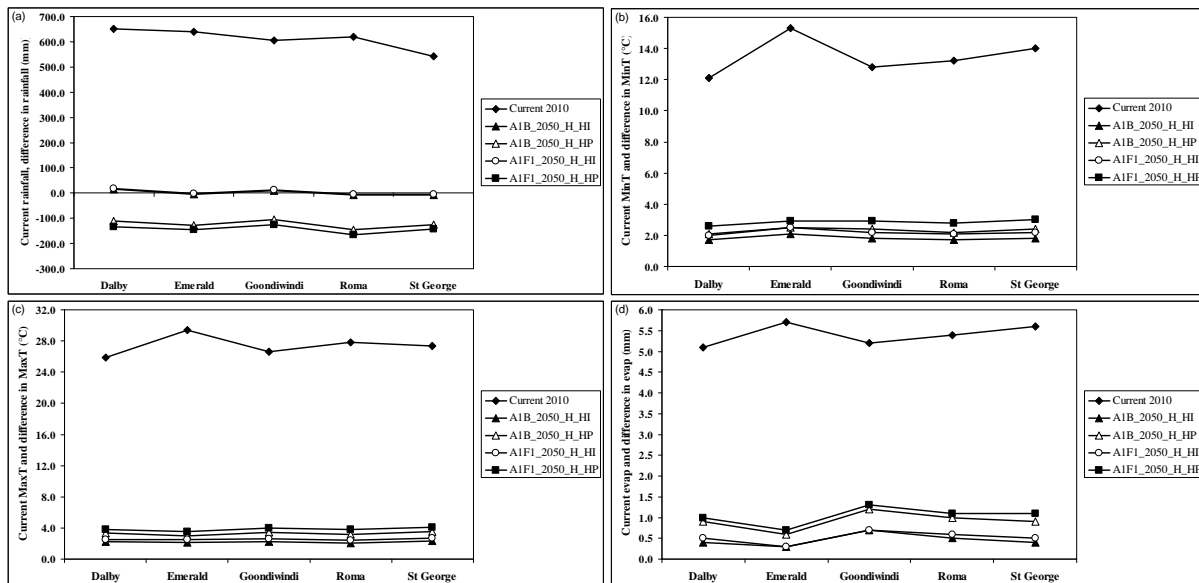 (a)
Current rainfall, difference in rainfall (mm)
700.0
600.0
500.0
400.0
300.0
200.0
100.0
0.0
-100.0
-200.0
-300.0
Dalby Emerald Goondiwindi Roma St George
Current 2010
A1B_2050_H_HI
A1B_2050_H_HP
A1F1_2050_H_HI
A1F1_2050_H_HP
(b)
Current MinT and difference in MinT (°C)
16.0
14.0
12.0
10.0
8.0
6.0
4.0
2.0
0.0
Dalby Emerald Goondiwindi Roma St George
Current 2010
A1B_2050_H_HI
A1B_2050_H_HP
A1F1_2050_H_HI
A1F1_2050_H_HP
(c)
Current MaxT and difference in MaxT (°C)
32.0
28.0
24.0
20.0
16.0
12.0
8.0
4.0
0.0
Dalby Emerald Goondiwindi Roma St George
Current 2010
A1B_2050_H_HI
A1B_2050_H_HP
A1F1_2050_H_HI
A1F1_2050_H_HP
(d)
Current evap and difference in evap (mm)
6.0
5.5
5.0
4.5
4.0
3.5
3.0
2.5
2.0
1.5
1.0
0.5
0.0
Dalby Emerald Goondiwindi Roma St George
Current 2010
A1B_2050_H_HI
A1B_2050_H_HP
A1F1_2050_H_HI
A1F1_2050_H_HP